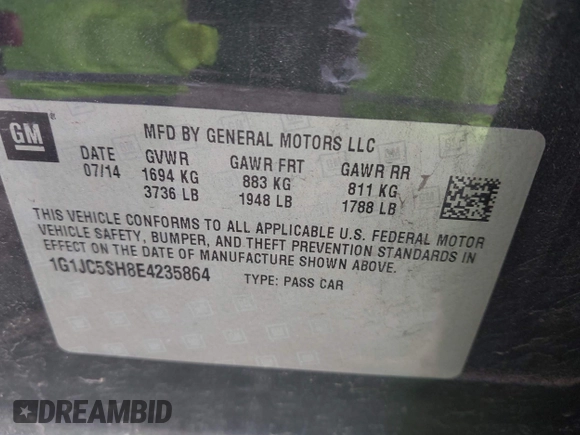 GM
MFD BY GENERAL MOTORS LLC
DATE GVWR GAWR FRT GAWR RR
07/14 1694 KG 883 KG 811 KG
3736 LB 1948 LB 1788 LB
THIS VEHICLE CONFORMS TO ALL APPLICABLE U.S. FEDERAL MOTOR
VEHICLE SAFETY, BUMPER, AND THEFT PREVENTION STANDARDS IN
EFFECT ON THE DATE OF MANUFACTURE SHOWN ABOVE.
1G1JC5SH8E4235864 TYPE: PASS CAR
DREAMBID